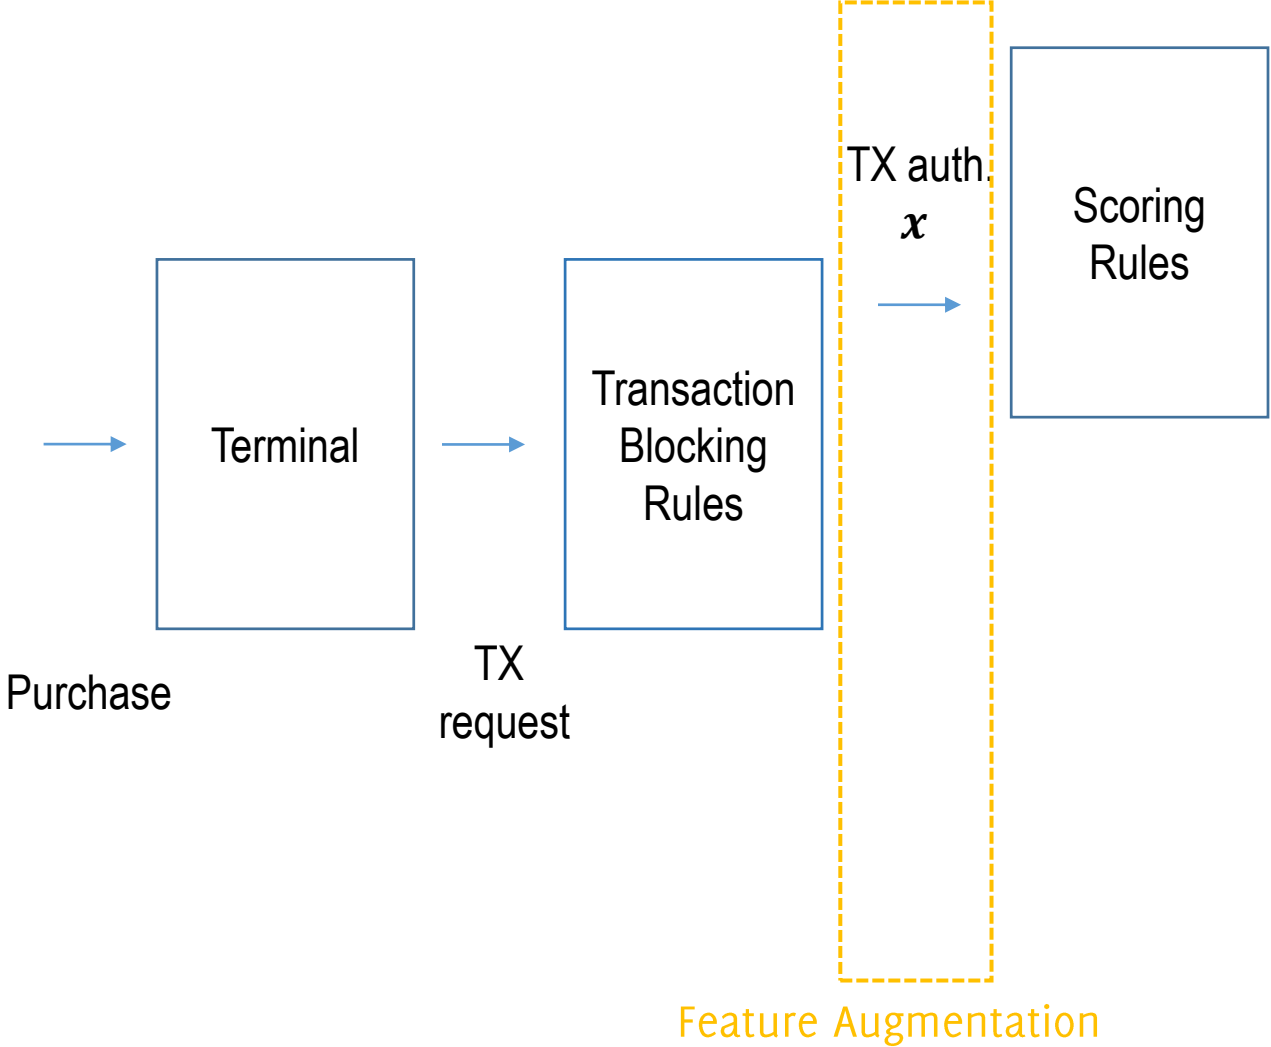 TX auth.
x
Scoring
Rules
Transaction
Blocking
Rules
Terminal
Purchase
TX
request
Feature Augmentation